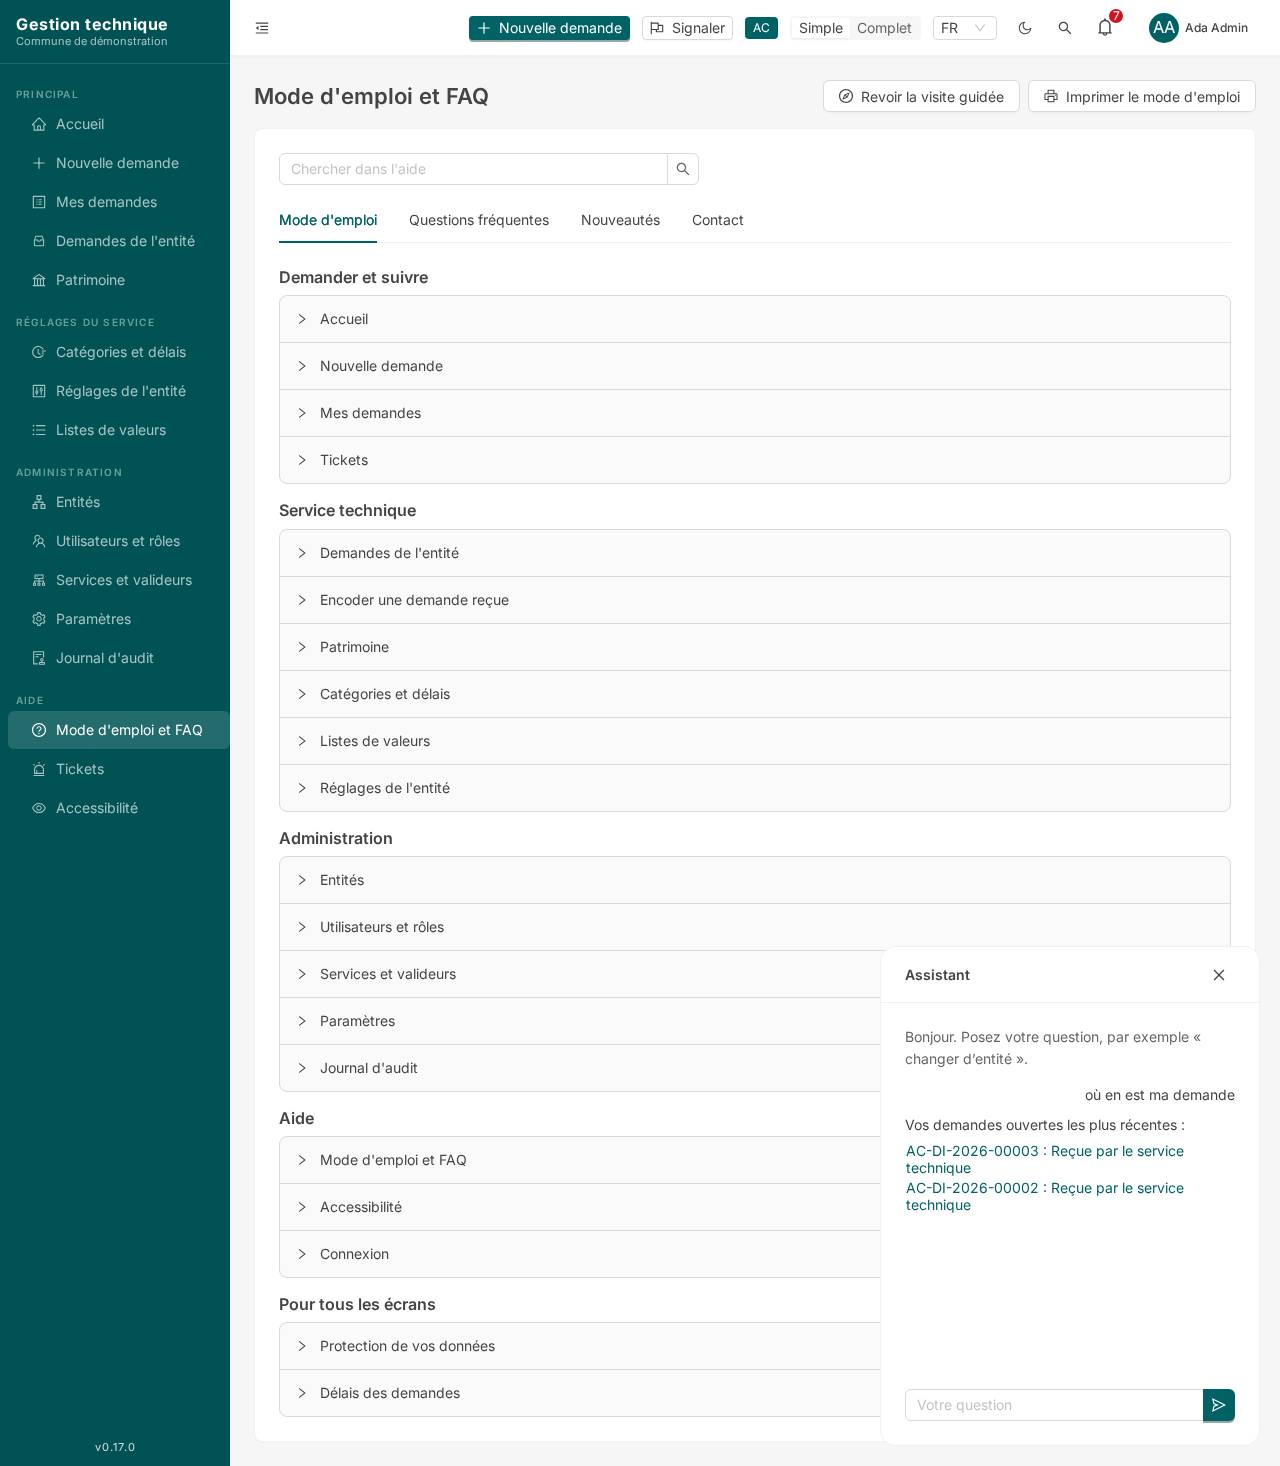 Gestion technique
Commune de démonstration
PRINCIPAL
Accueil
Nouvelle demande
Mes demandes
Demandes de l'entité
Patrimoine
RÉGLAGES DU SERVICE
Catégories et délais
Réglages de l'entité
Listes de valeurs
ADMINISTRATION
Entités
Utilisateurs et rôles
Services et valideurs
Paramètres
Journal d'audit
AIDE
Mode d'emploi et FAQ
Tickets
Accessibilité
v0.17.0
Nouvelle demande
Signaler
AC
Simple
Complet
FR
7
AA
Ada Admin
Mode d'emploi et FAQ
Revoir la visite guidée
Imprimer le mode d'emploi
Chercher dans l'aide
Mode d'emploi
Questions fréquentes
Nouveautés
Contact
Demander et suivre
Accueil
Nouvelle demande
Mes demandes
Tickets
Service technique
Demandes de l'entité
Encoder une demande reçue
Patrimoine
Catégories et délais
Listes de valeurs
Réglages de l'entité
Administration
Entités
Utilisateurs et rôles
Services et valideurs
Paramètres
Journal d'audit
Aide
Mode d'emploi et FAQ
Accessibilité
Connexion
Pour tous les écrans
Protection de vos données
Délais des demandes
Assistant
Bonjour. Posez votre question, par exemple «
changer d’entité ».
où en est ma demande
Vos demandes ouvertes les plus récentes :
AC-DI-2026-00003 : Reçue par le service
technique
AC-DI-2026-00002 : Reçue par le service
technique
Votre question